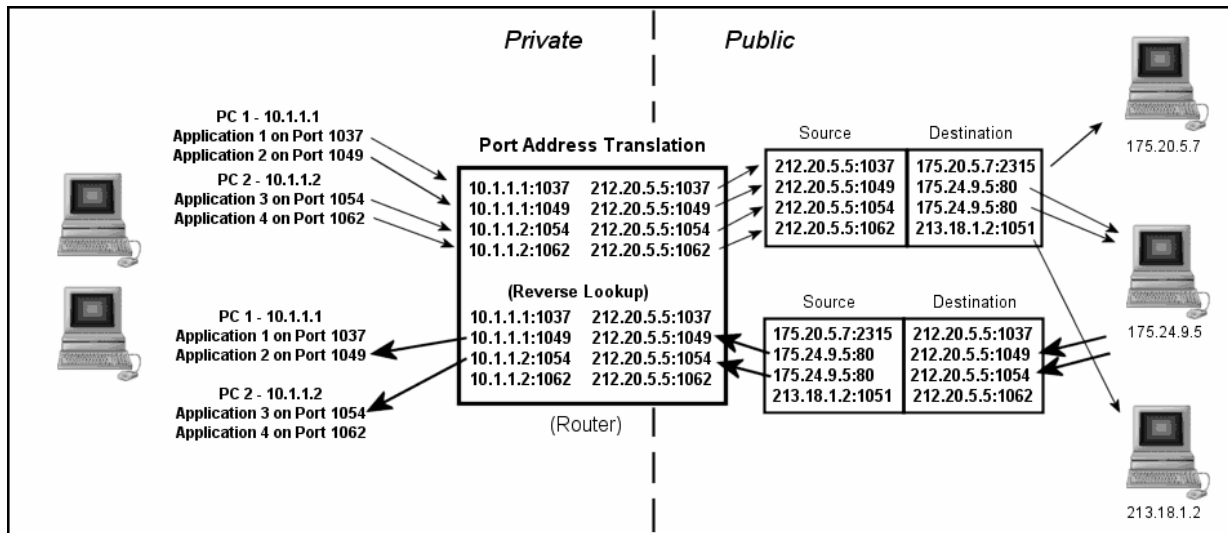 Private
Public
PC 1 - 10.1.1.1
Application 1 on Port 1037
Application 2 on Port 1049
PC 2 - 10.1.1.2
Application 3 on Port 1054
Application 4 on Port 1062
Port Address Translation
10.1.1.1:1037 212.20.5.5:1037
10.1.1.1:1049 212.20.5.5:1049
10.1.1.2:1054 212.20.5.5:1054
10.1.1.2:1062 212.20.5.5:1062
Source Destination
212.20.5.5:1037 175.20.5.7:2315
212.20.5.5:1049 175.24.9.5:80
212.20.5.5:1054 175.24.9.5:80
212.20.5.5:1062 213.18.1.2:1051
175.20.5.7
175.24.9.5
213.18.1.2
PC 1 - 10.1.1.1
Application 1 on Port 1037
Application 2 on Port 1049
PC 2 - 10.1.1.2
Application 3 on Port 1054
Application 4 on Port 1062
(Reverse Lookup)
10.1.1.1:1037 212.20.5.5:1037
10.1.1.1:1049 212.20.5.5:1049
10.1.1.2:1054 212.20.5.5:1054
10.1.1.2:1062 212.20.5.5:1062
(Router)
Source Destination
175.20.5.7:2315 212.20.5.5:1037
175.24.9.5:80 212.20.5.5:1049
175.24.9.5:80 212.20.5.5:1054
213.18.1.2:1051 212.20.5.5:1062